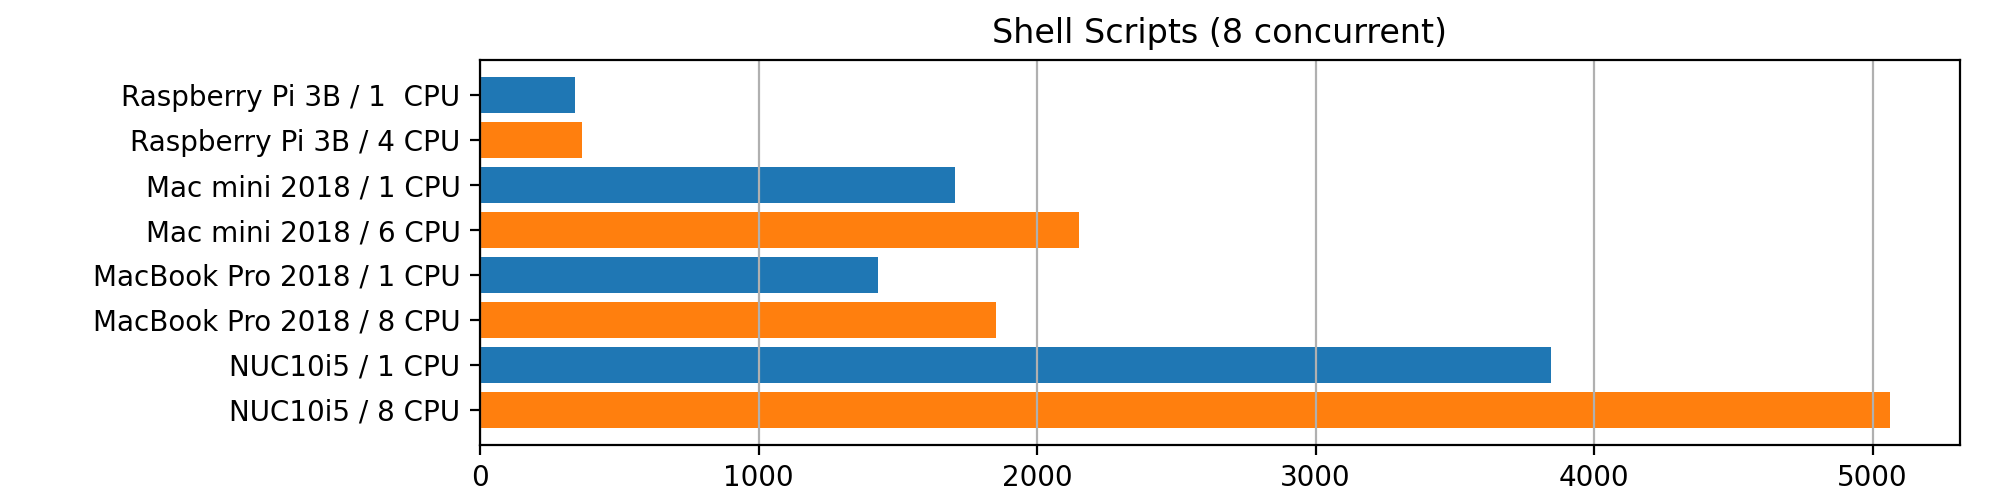 Shell Scripts (8 concurrent)
Raspberry Pi 3B / 1  CPU
Raspberry Pi 3B / 4 CPU
Mac mini 2018 / 1 CPU
Mac mini 2018 / 6 CPU
MacBook Pro 2018 / 1 CPU
MacBook Pro 2018 / 8 CPU
NUC10i5 / 1 CPU
NUC10i5 / 8 CPU
0 1000 2000 3000 4000 5000